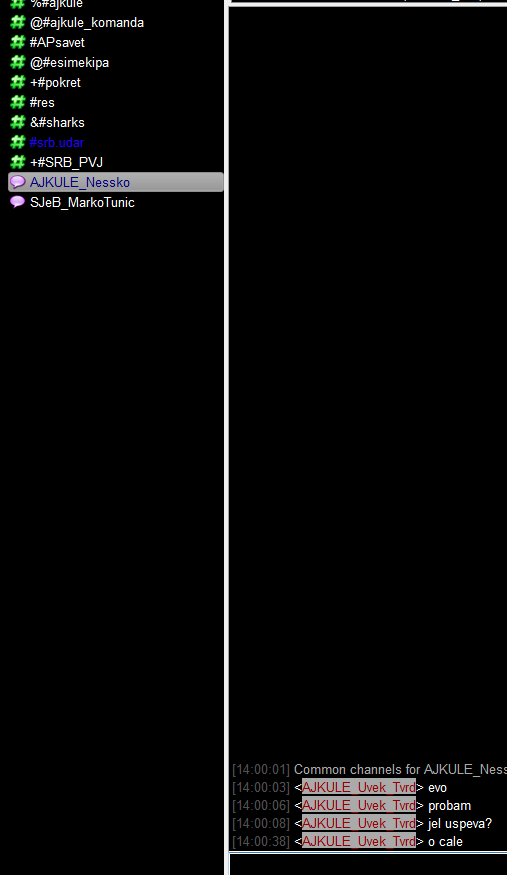 %#ajkule
@#ajkule_komanda
#APsavet
@#esimekipa
+#pokret
#res
&#sharks
#srb.udar
+#SRB_PVJ
AJKULE_Nessko
SJeB_MarkoTunic
[14:00:01] Common channels for AJKULE_Ness
[14:00:03] <AJKULE_Uvek_Tvrd> evo
[14:00:06] <AJKULE_Uvek_Tvrd> probam
[14:00:08] <AJKULE_Uvek_Tvrd> jel uspeva?
[14:00:38] <AJKULE_Uvek_Tvrd> o cale